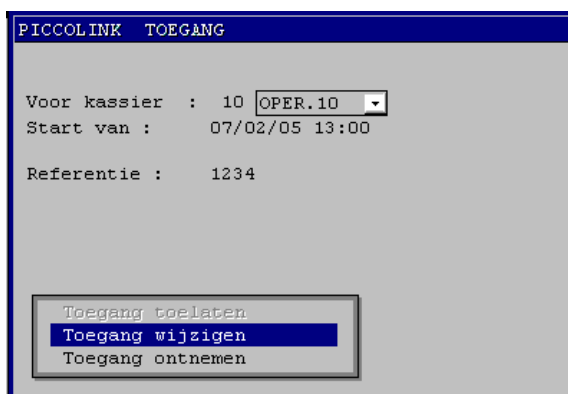 PICCOLINK TOEGANG
Voor kassier : 10 OPER.10
Start van : 07/02/05 13:00
Referentie : 1234
Toegang toelaten
Toegang wijzigen
Toegang ontnemen